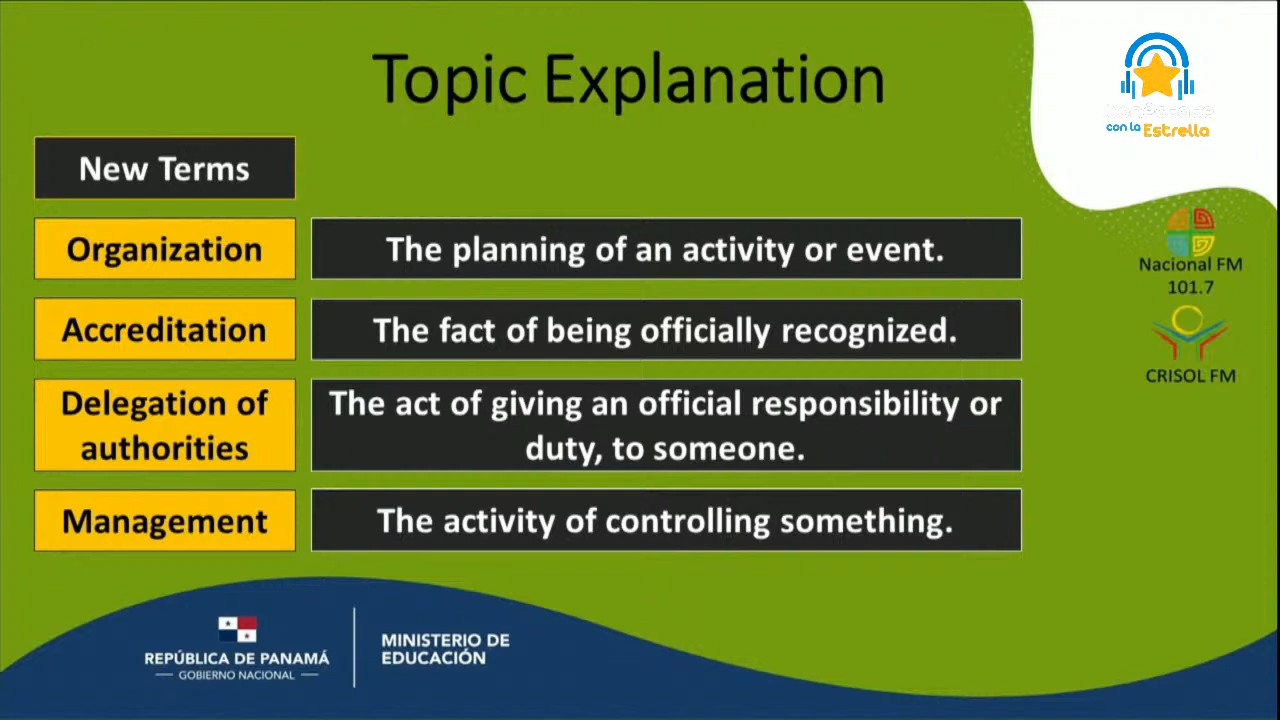 Topic Explanation
New Terms
Organization
The planning of an activity or event.
Accreditation
The fact of being officially recognized.
Delegation of
authorities
The act of giving an official responsibility or
duty, to someone.
Management
The activity of controlling something.
con la Estrella
Nacional FM
101.7
CRISOL FM
REPÚBLICA DE PANAMÁ
GOBIERNO NACIONAL
MINISTERIO DE
EDUCACIÓN